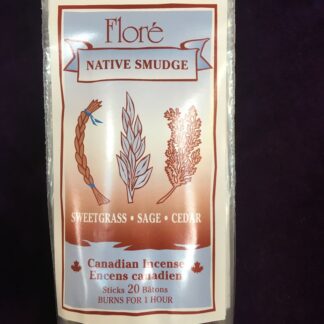 Floré
NATIVE SMUDGE
SWEETGRASS • SAGE • CEDAR
Canadian Incense
Encens canadien
Sticks 20 Bâtons
BURNS FOR 1 HOUR